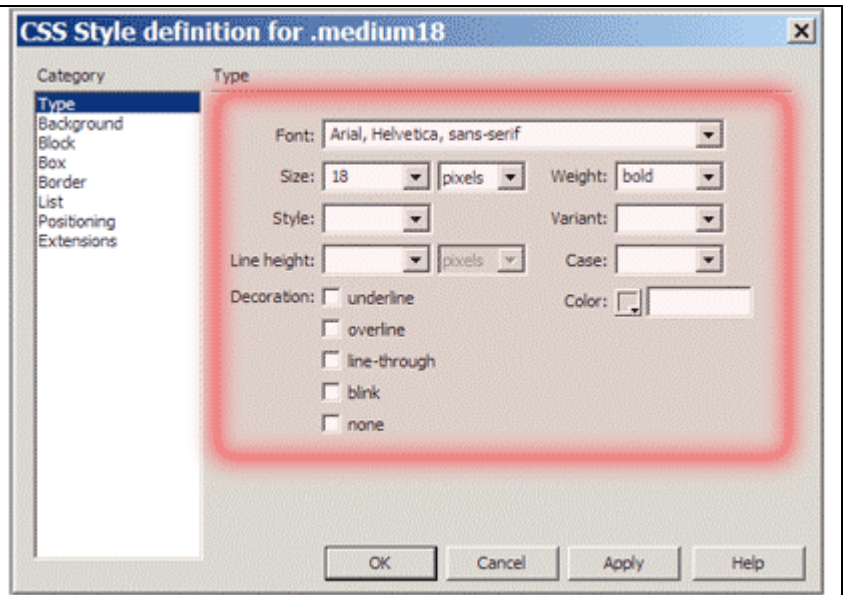 CSS Style definition for .medium18
Category
Type
Type
Background
Block
Box
Border
List
Positioning
Extensions
Font: Arial, Helvetica, sans-serif
Size: 18 pixels Weight: bold
Style: Variant:
Line height: pixels Case:
Decoration: underline Color:
overline
line-through
blink
none
OK Cancel Apply Help